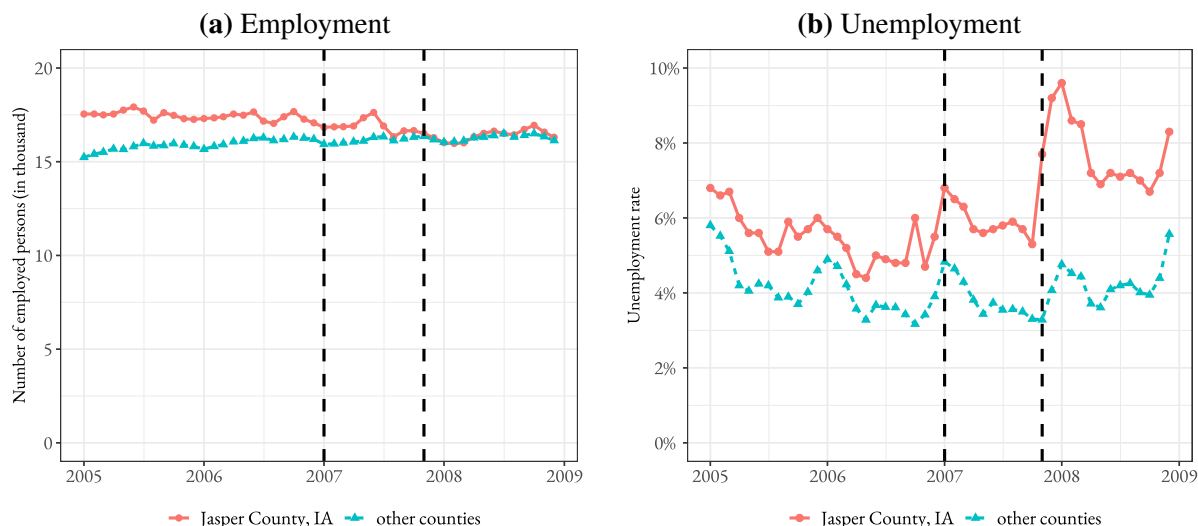 (a) Employment
Number of employed persons (in thousand)
20
15
10
5
0
2005 2006 2007 2008 2009
Jasper County, IA other counties
(b) Unemployment
Unemployment rate
10%
8%
6%
4%
2%
0%
2005 2006 2007 2008 2009
Jasper County, IA other counties